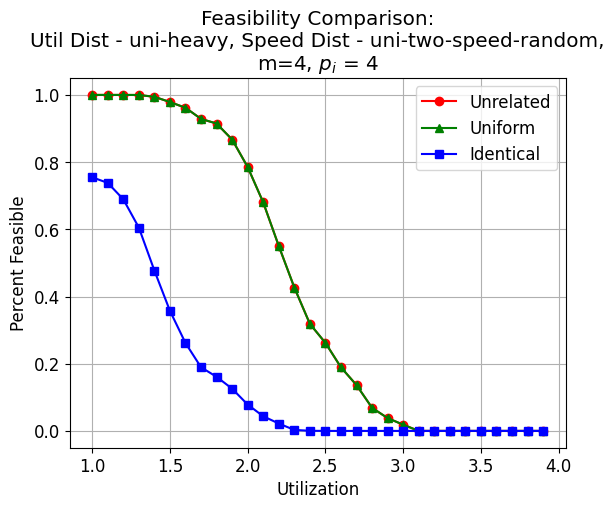 Feasibility Comparison:
Util Dist - uni-heavy, Speed Dist - uni-two-speed-random,
m=4, pᵢ = 4
Unrelated
Uniform
Identical
Percent Feasible
1.0
0.8
0.6
0.4
0.2
0.0
1.0 1.5 2.0 2.5 3.0 3.5 4.0
Utilization